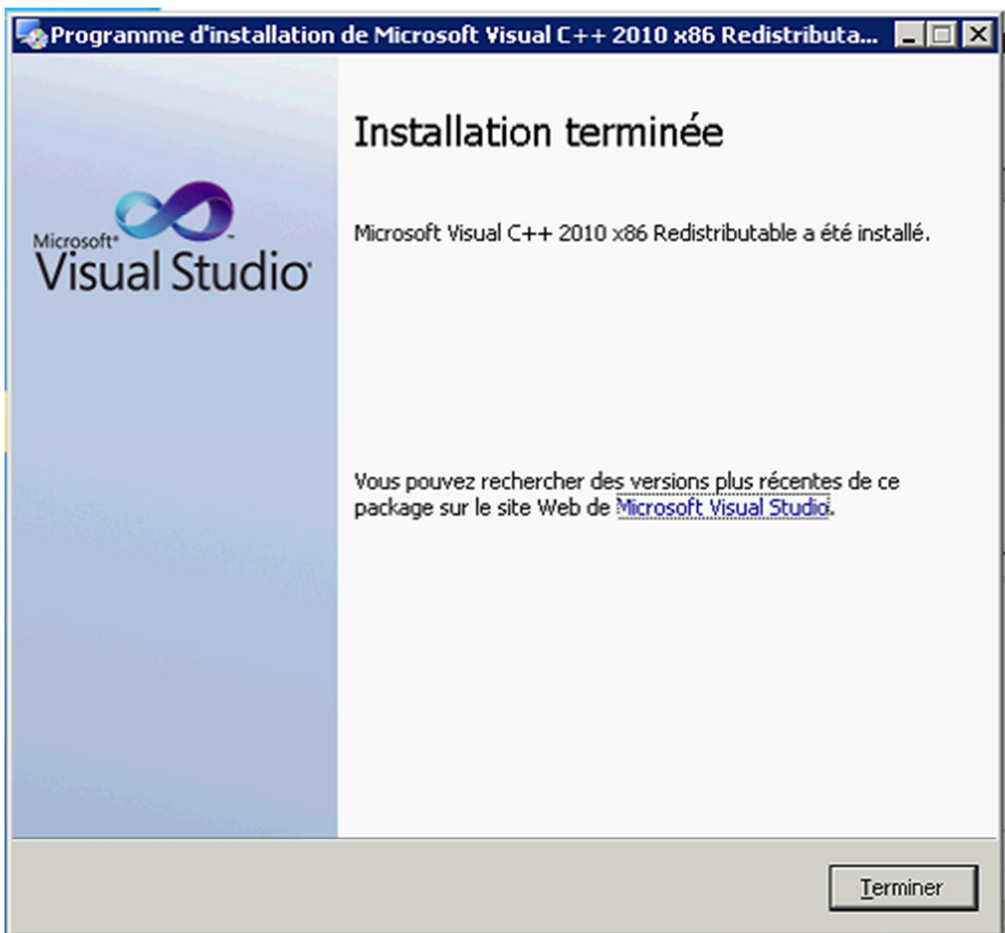 Programme d'installation de Microsoft Visual C++ 2010 x86 Redistributa...
Installation terminée
Microsoft®
Visual Studio®
Microsoft Visual C++ 2010 x86 Redistributable a été installé.
Vous pouvez rechercher des versions plus récentes de ce
package sur le site Web de Microsoft Visual Studio.
Terminer